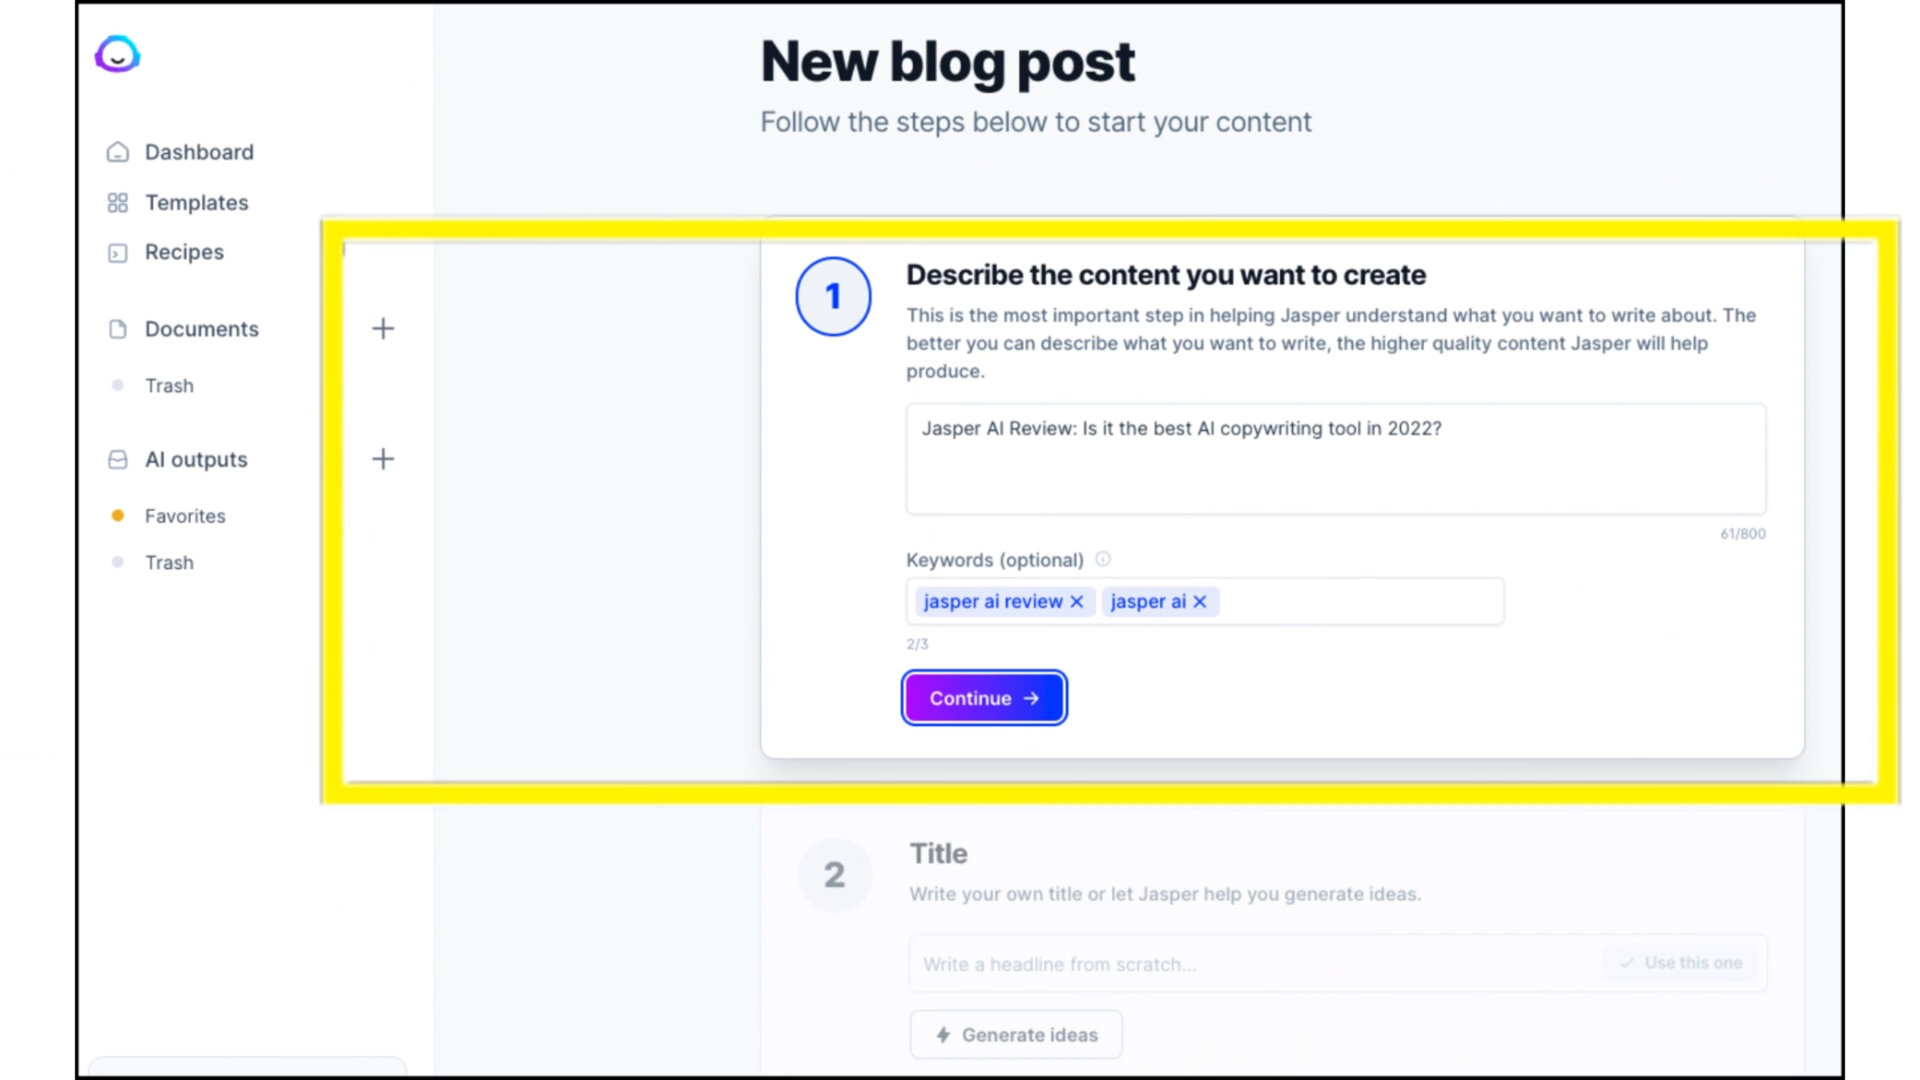 New blog post
Follow the steps below to start your content
Dashboard
Templates
Recipes
Documents
Trash
AI outputs
Favorites
Trash
1
Describe the content you want to create
This is the most important step in helping Jasper understand what you want to write about. The
better you can describe what you want to write, the higher quality content Jasper will help
produce.
Jasper AI Review: Is it the best AI copywriting tool in 2022?
61/800
Keywords (optional)
jasper ai review
jasper ai
2/3
Continue
2
Title
Write your own title or let Jasper help you generate ideas.
Write a headline from scratch...
Use this one
Generate ideas